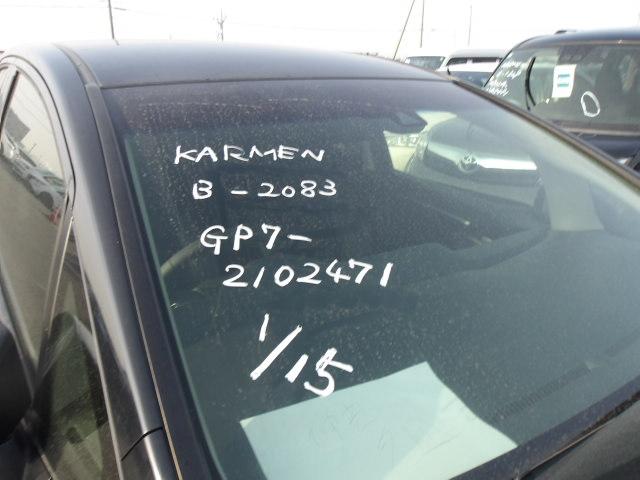 KARMEN
B-2083
GP7-
2102471
1/15